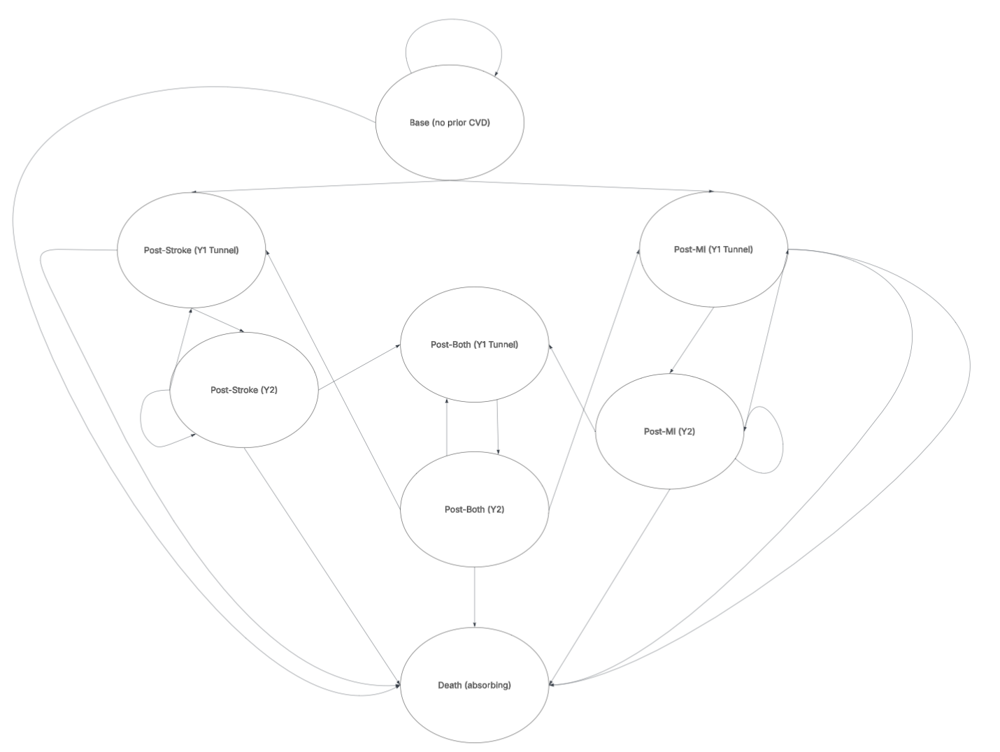 Base (no prior CVD)
Post-Stroke (Y1 Tunnel)
Post-MI (Y1 Tunnel)
Post-Both (Y1 Tunnel)
Post-Stroke (Y2)
Post-MI (Y2)
Post-Both (Y2)
Death (absorbing)